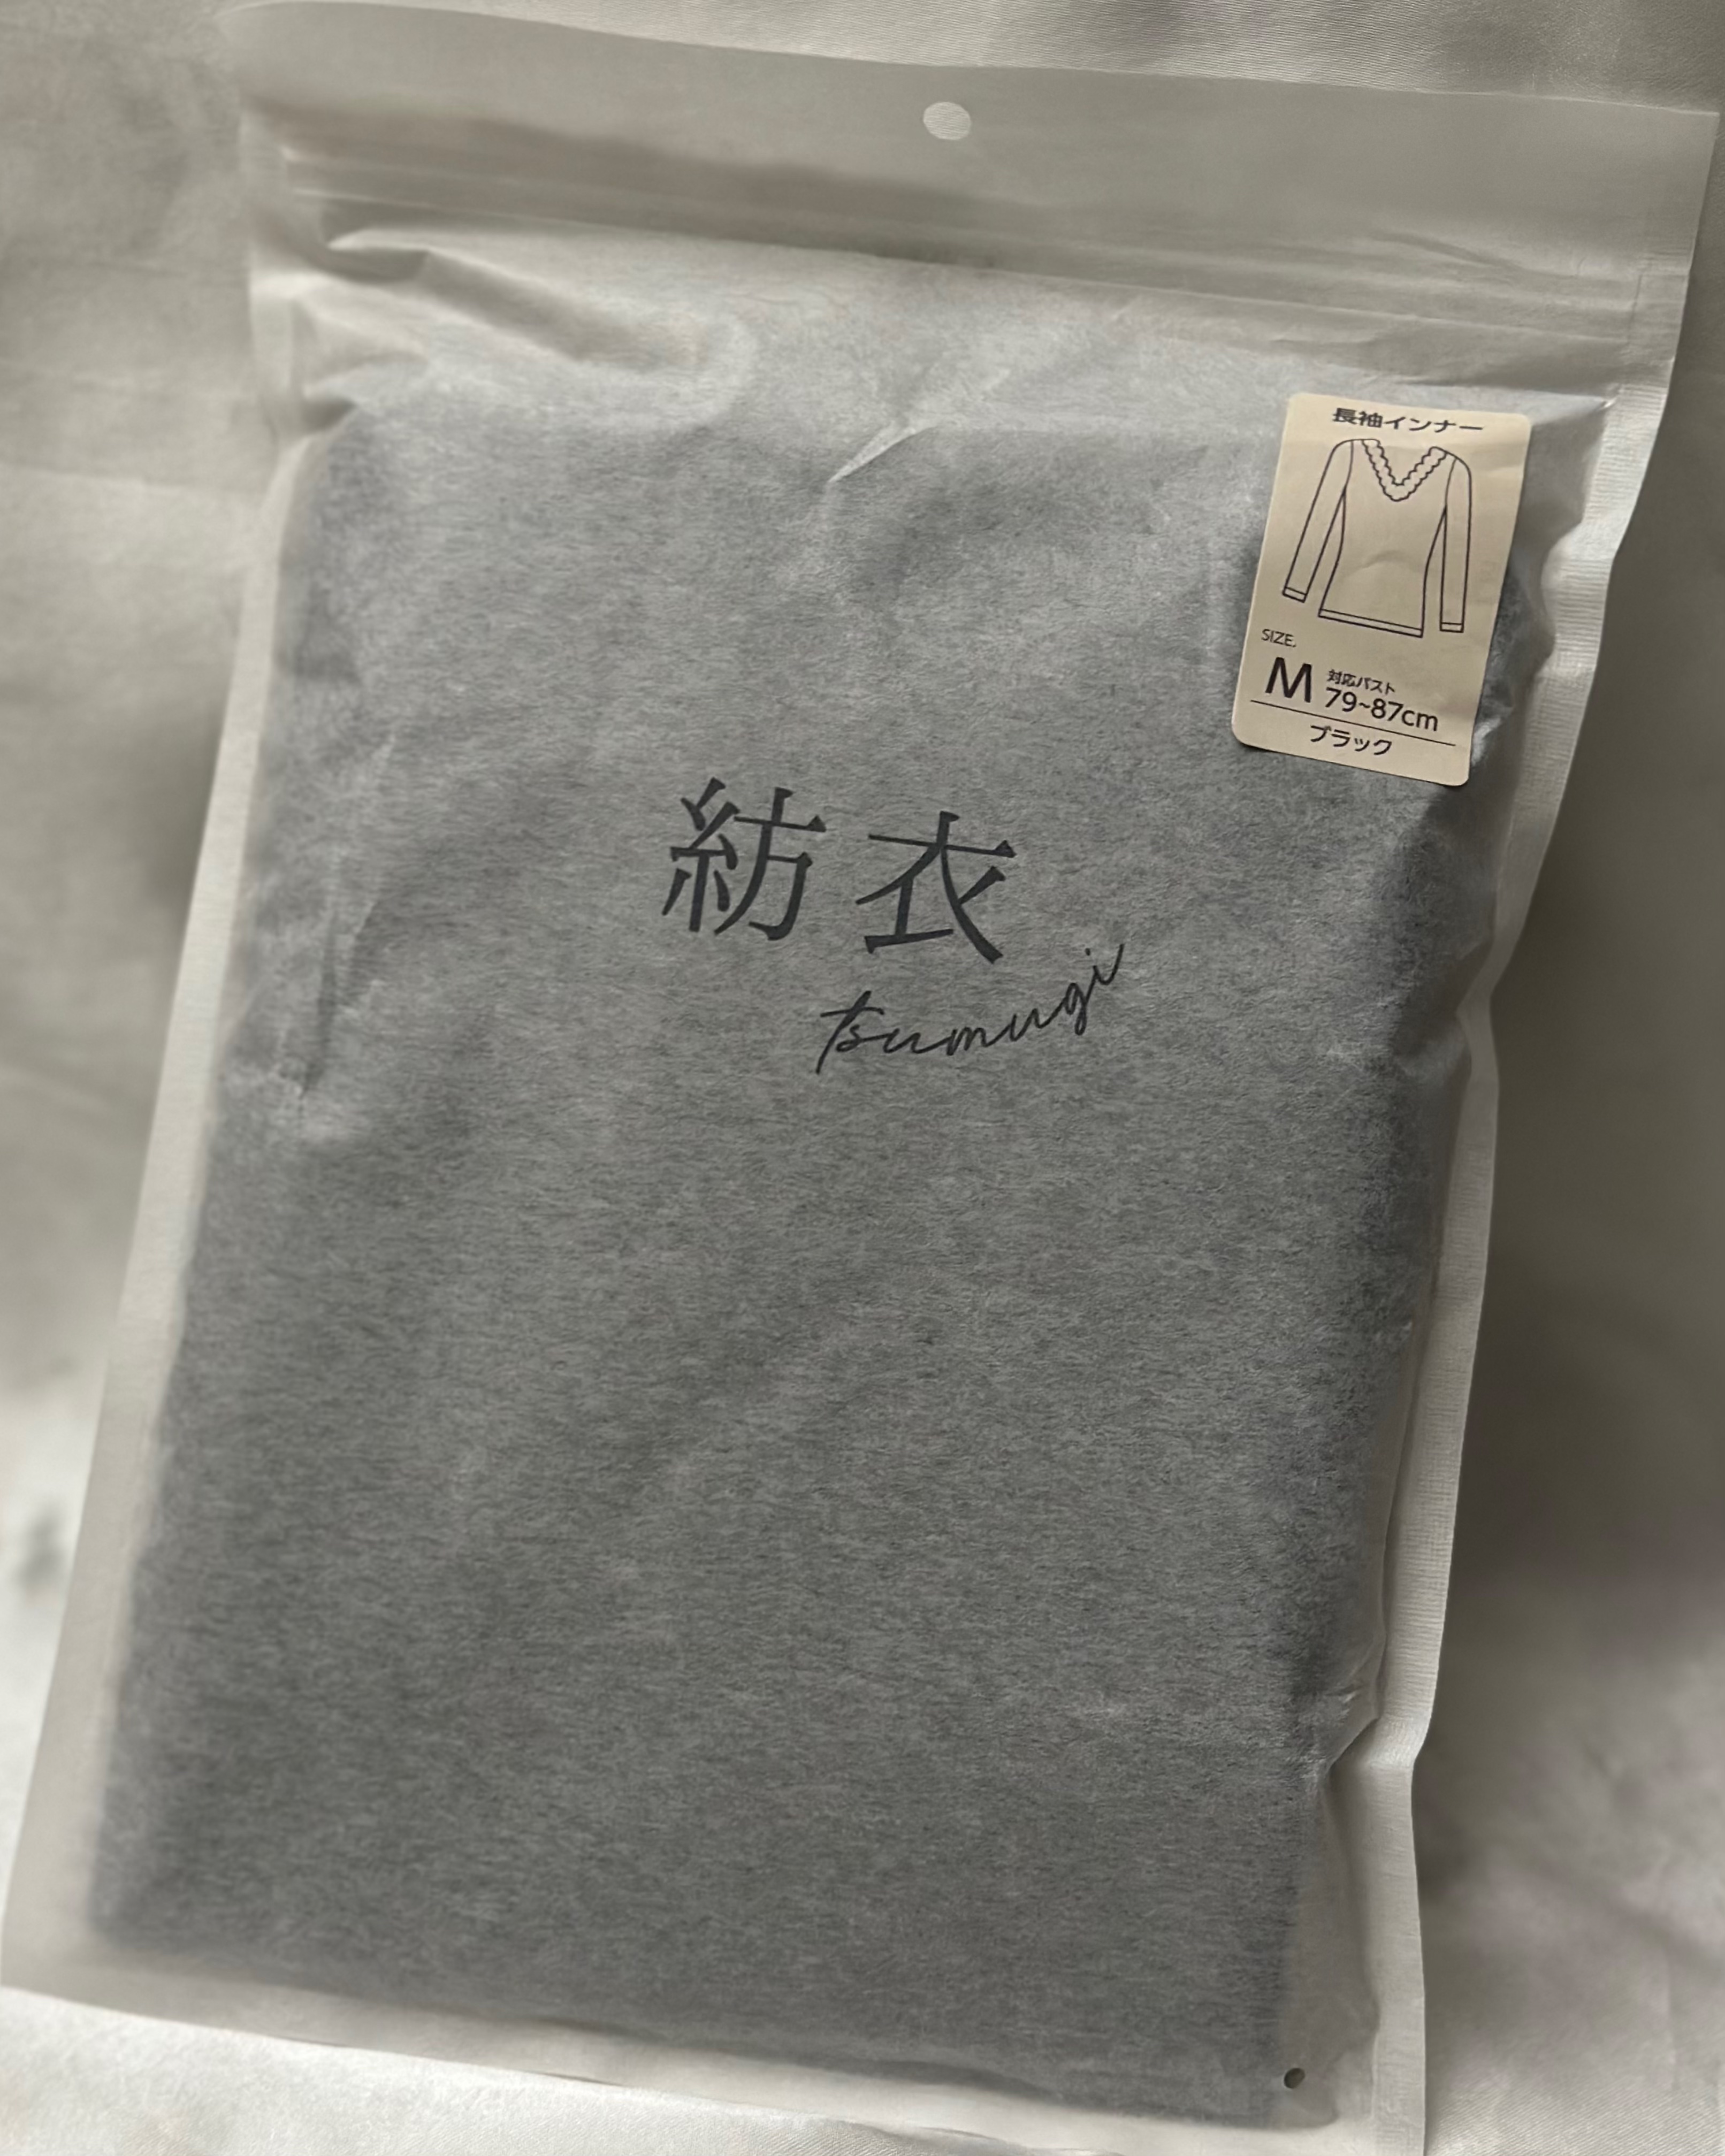 長袖インナー
SIZE.
M 対応バスト
79~87cm
ブラック
紡衣
tsumugi